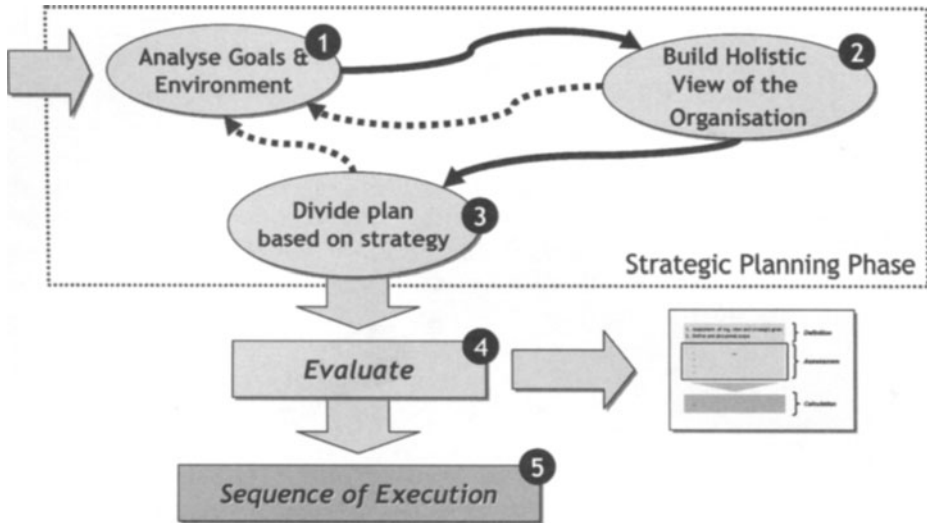 1
Analyse Goals &
Environment
2
Build Holistic
View of the
Organisation
3
Divide plan
based on strategy
Strategic Planning Phase
4
Evaluate
Definition
Assessment
Calculation
5
Sequence of Execution